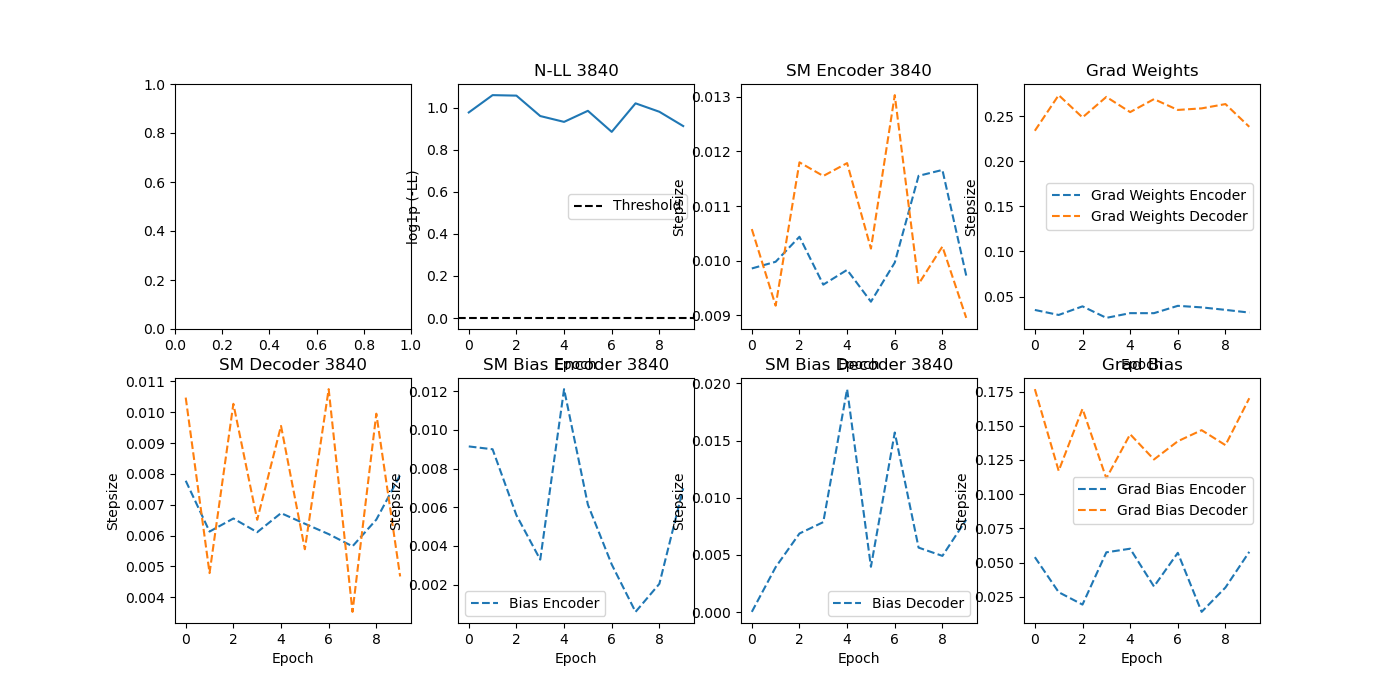 1.0
0.8
0.6
0.4
0.2
0.0
0.0 0.2 0.4 0.6 0.8 1.0
N-LL 3840
log1p (-LL)
1.0
0.8
0.6
0.4
0.2
0.0
Threshold
0 2 4 6 8
Epoch
SM Encoder 3840
Stepsize
0.013
0.012
0.011
0.010
0.009
0 2 4 6 8
Epoch
Grad Weights
Stepsize
0.25
0.20
0.15
0.10
0.05
Grad Weights Encoder
Grad Weights Decoder
0 2 4 6 8
Epoch
SM Decoder 3840
Stepsize
0.011
0.010
0.009
0.008
0.007
0.006
0.005
0.004
0 2 4 6 8
Epoch
SM Bias Encoder 3840
Stepsize
0.012
0.010
0.008
0.006
0.004
0.002
Bias Encoder
0 2 4 6 8
Epoch
SM Bias Decoder 3840
Stepsize
0.020
0.015
0.010
0.005
0.000
Bias Decoder
0 2 4 6 8
Epoch
Grad Bias
Stepsize
0.175
0.150
0.125
0.100
0.075
0.050
0.025
Grad Bias Encoder
Grad Bias Decoder
0 2 4 6 8
Epoch